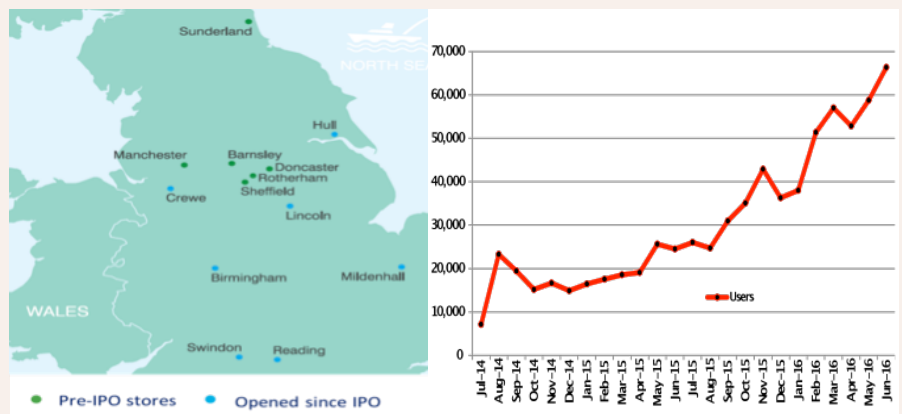 Sunderland
NORTH SEA
Hull
Manchester
Barnsley
Doncaster
Rotherham
Sheffield
Crewe
Lincoln
Birmingham
Mildenhall
WALES
Swindon
Reading
Pre-IPO stores
Opened since IPO
70,000
60,000
50,000
40,000
30,000
20,000
10,000
0
Users
Jul-14
Aug-14
Sep-14
Oct-14
Nov-14
Dec-14
Jan-15
Feb-15
Mar-15
Apr-15
May-15
Jun-15
Jul-15
Aug-15
Sep-15
Oct-15
Nov-15
Dec-15
Jan-16
Feb-16
Mar-16
Apr-16
May-16
Jun-16